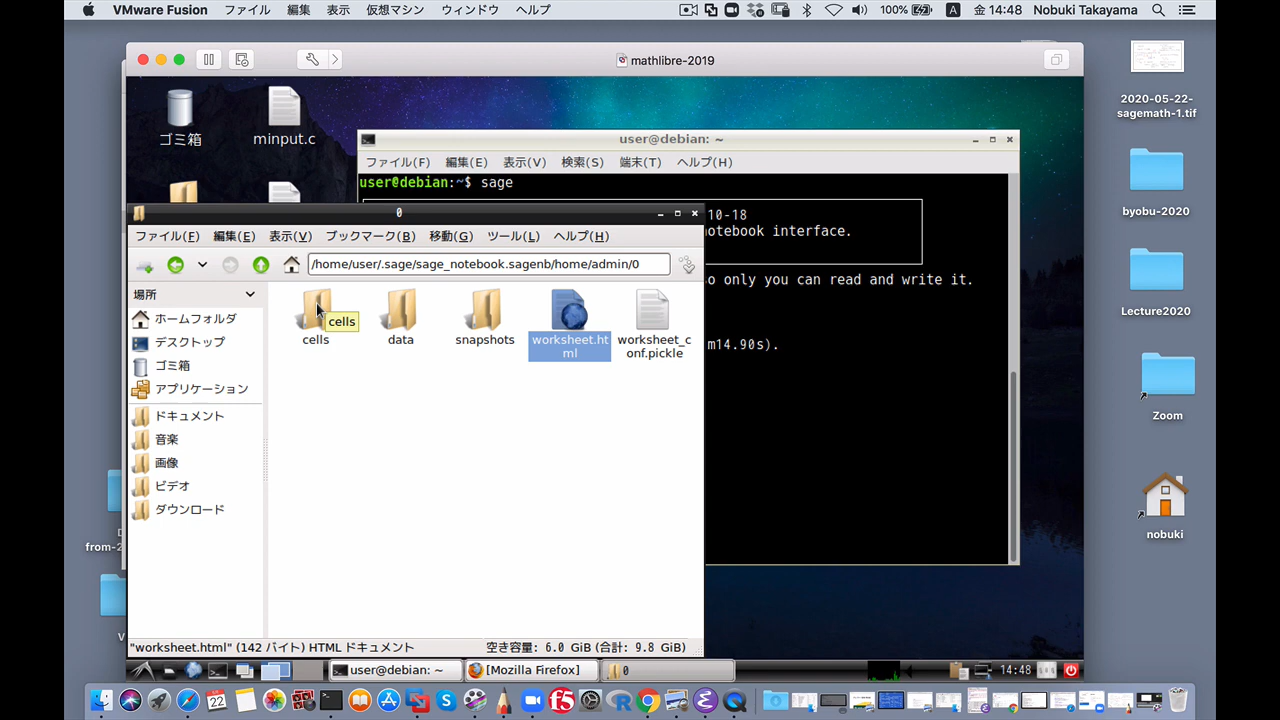 VMware Fusion ファイル 編集 表示 仮想マシン ウィンドウ ヘルプ 100% A 金 14:48 Nobuki Takayama
mathlibre-2019
ゴミ箱
minput.c
2020-05-22-
sagemath-1.tif
byobu-2020
Lecture2020
Zoom
nobuki
user@debian: ~
ファイル(F) 編集(E) 表示(V) 検索(S) 端末(T) ヘルプ(H)
user@debian:~$ sage
10-18
otebook interface.
o only you can read and write it.
m14.90s).
0
ファイル(F) 編集(E) 表示(V) ブックマーク(B) 移動(G) ツール(L) ヘルプ(H)
/home/user/.sage/sage_notebook.sagenb/home/admin/0
場所
ホームフォルダ
デスクトップ
ゴミ箱
アプリケーション
ドキュメント
音楽
画像
ビデオ
ダウンロード
cells
cells
data
snapshots
worksheet.ht
ml
worksheet_c
onf.pickle
"worksheet.html" (142 バイト) HTML ドキュメント 空き容量: 6.0 GiB (合計: 9.8 GiB)
from-2
user@debian: ~ [Mozilla Firefox] 0 14:48
22
f5